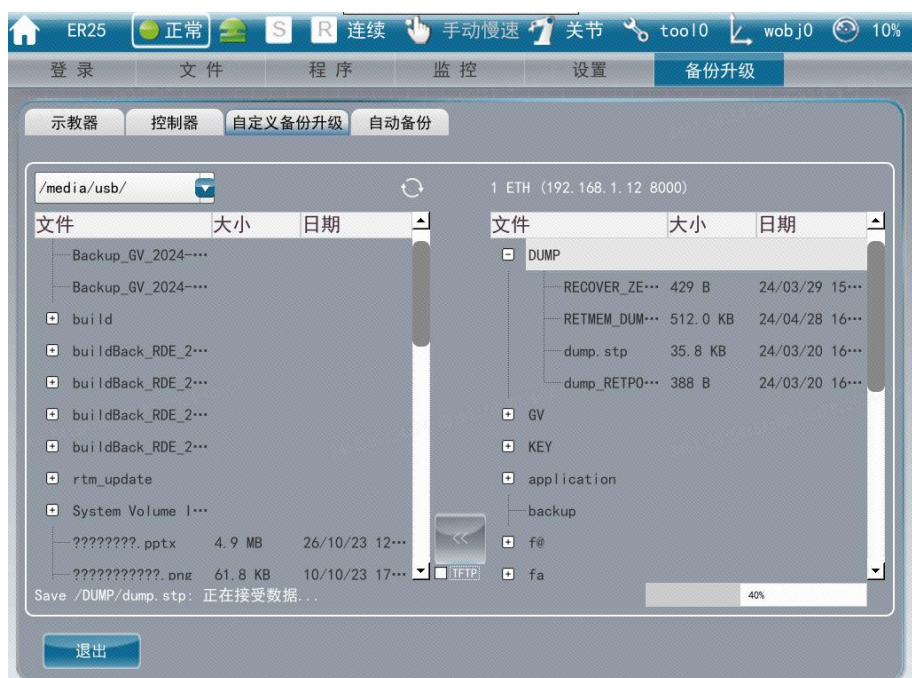 ER25 正常 S R 连续 手动慢速 关节 tool0 wobj0 10%
登录 文件 程序 监控 设置 备份升级
示教器 控制器 自定义备份升级 自动备份
/media/usb/ 1 ETH (192.168.1.12 8000)
文件 大小 日期 文件 大小 日期
Backup_GV_2024-··· DUMP
Backup_GV_2024-··· RECOVER_ZE··· 429 B 24/03/29 15···
build RETMEM_DUM··· 512.0 KB 24/04/28 16···
buildBack_RDE_2··· dump.stp 35.8 KB 24/03/20 16···
buildBack_RDE_2··· dump_RETPO··· 388 B 24/03/20 16···
buildBack_RDE_2··· GV
buildBack_RDE_2··· KEY
rtm_update application
System Volume I··· backup
????????.pptx 4.9 MB 26/10/23 12··· << f@
???????????.png 61.8 KB 10/10/23 17··· TFTP fa
Save /DUMP/dump.stp: 正在接受数据... 40%
退出